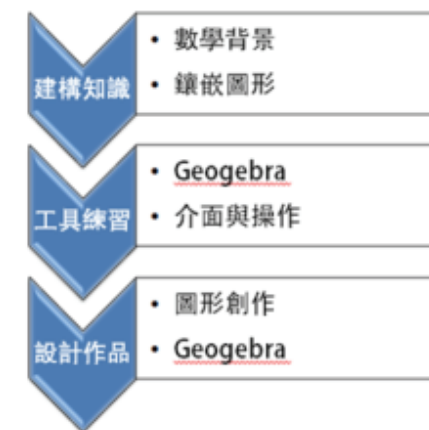 建構知識
• 數學背景
• 鑲嵌圖形
工具練習
• Geogebra
• 介面與操作
設計作品
• 圖形創作
• Geogebra